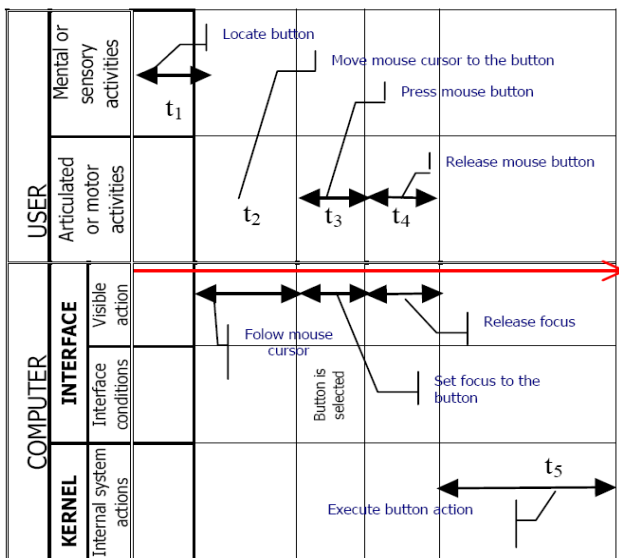 USER
Mental or
sensory
activities
Locate button
t1
Move mouse cursor to the button
Press mouse button
Articulated
or motor
activities
t2
t3
t4
Release mouse button
COMPUTER
INTERFACE
Visible
action
Folow mouse
cursor
Release focus
Interface
conditions
Button is
selected
Set focus to the
button
KERNEL
Internal system
actions
Execute button action
t5